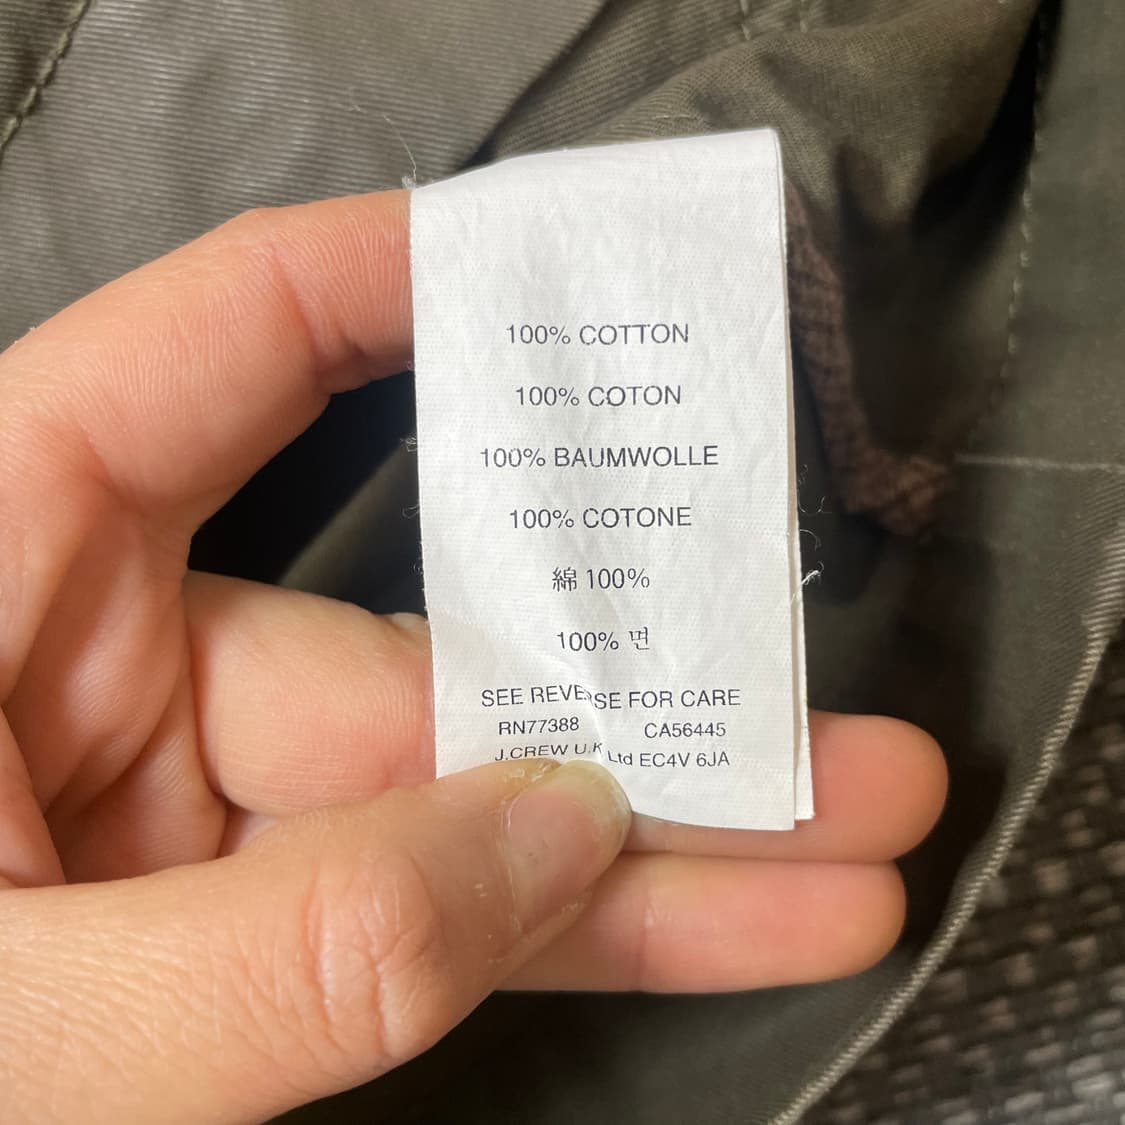 100% COTTON
100% COTON
100% BAUMWOLLE
100% COTONE
綿 100%
100% 면
SEE REVERSE FOR CARE
RN77388 CA56445
J.CREW U.K Ltd EC4V 6JA